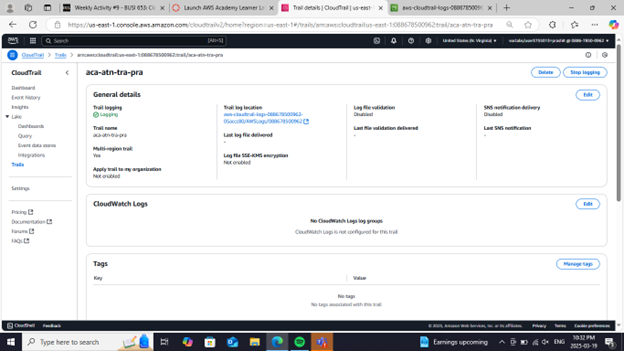 Weekly Activity #9 - BUSI 653 Cl
Launch AWS Academy Learner L
Trail details | CloudTrail | us-east-
aws-cloudtrail-logs-0886785009
https://us-east-1.console.aws.amazon.com/cloudtrailv2/home?region=us-east-1#/trails/arn:aws:cloudtrail:us-east-1:088678500962:trail/aca-atn-tra-pra
aws
Search
[Alt+S]
United States (N. Virginia)
CloudTrail > Trails > arn:aws:cloudtrail:us-east-1:088678500962:trail/aca-atn-tra-pra
CloudTrail
Dashboard
Event history
Insights
Lake
Dashboards
Query
Event data stores
Integrations
Trails
Settings
Pricing
Documentation
Forums
FAQs
aca-atn-tra-pra
Delete
Stop logging
General details
Edit
Trail logging
Logging
Trail name
aca-atn-tra-pra
Multi-region trail
Yes
Apply trail to my organization
Not enabled
Trail log location
aws-cloudtrail-logs-088678500962-
/AWSLogs/088678500962
Last log file delivered
-
Log file SSE-KMS encryption
Not enabled
Log file validation
Disabled
Last file validation delivered
-
SNS notification delivery
Disabled
Last SNS notification
-
CloudWatch Logs
Edit
No CloudWatch Logs log groups
CloudWatch Logs is not configured for this trail
Tags
Manage tags
Key
Value
No tags
No tags associated with this trail
CloudShell
Feedback
© 2025, Amazon Web Services, Inc. or its affiliates.
Privacy
Terms
Cookie preferences
Type here to search
Earnings upcoming
ENG
10:32 PM
2025-03-19